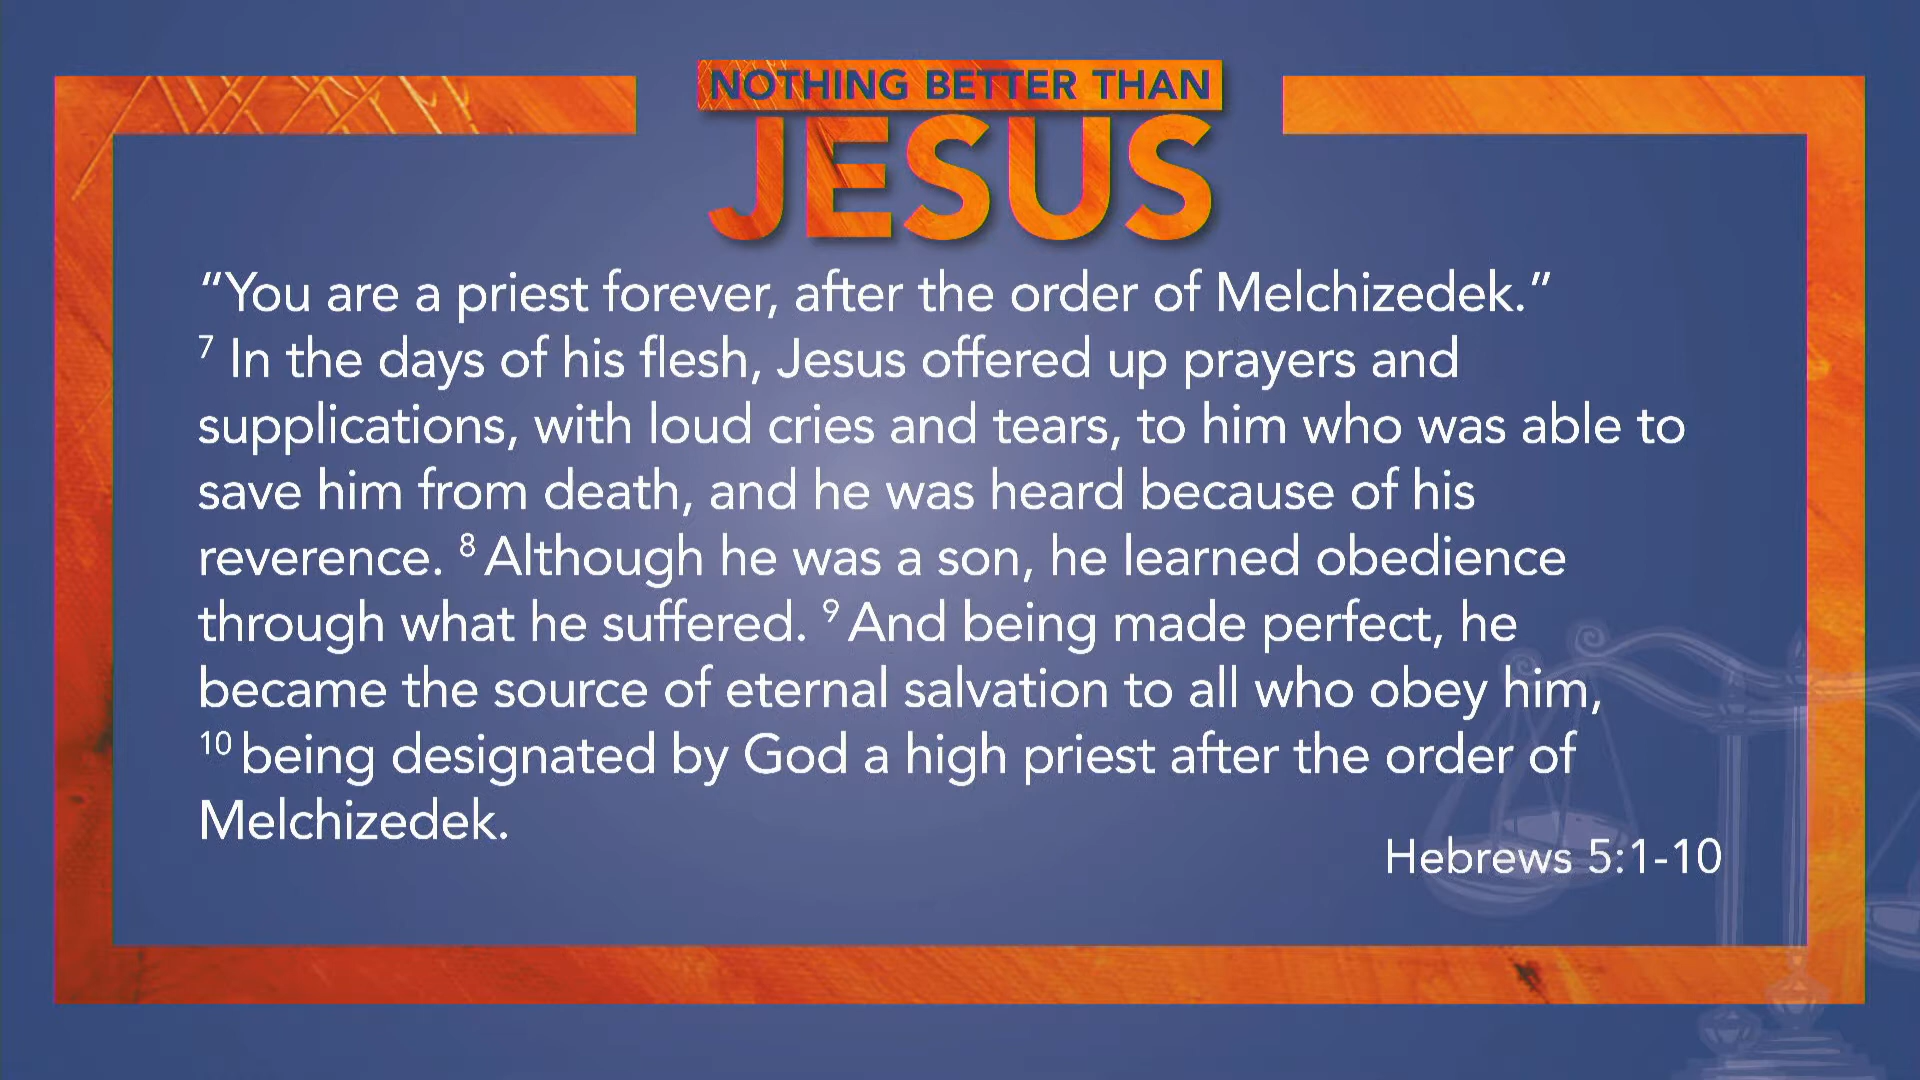 NOTHING BETTER THAN
JESUS
“You are a priest forever, after the order of Melchizedek.”
7 In the days of his flesh, Jesus offered up prayers and
supplications, with loud cries and tears, to him who was able to
save him from death, and he was heard because of his
reverence. 8 Although he was a son, he learned obedience
through what he suffered. 9 And being made perfect, he
became the source of eternal salvation to all who obey him,
10 being designated by God a high priest after the order of
Melchizedek.
Hebrews 5:1-10